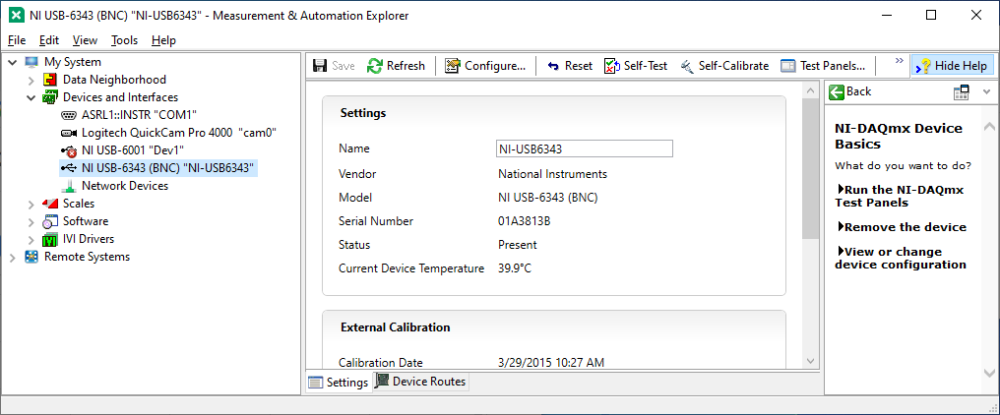 NI USB-6343 (BNC) "NI-USB6343" - Measurement & Automation Explorer
File Edit View Tools Help
My System
Data Neighborhood
Devices and Interfaces
ASRL1::INSTR "COM1"
Logitech QuickCam Pro 4000 "cam0"
NI USB-6001 "Dev1"
NI USB-6343 (BNC) "NI-USB6343"
Network Devices
Scales
Software
IVI Drivers
Remote Systems
Save Refresh Configure... Reset Self-Test Self-Calibrate Test Panels... » Hide Help
Settings
Name NI-USB6343
Vendor National Instruments
Model NI USB-6343 (BNC)
Serial Number 01A3813B
Status Present
Current Device Temperature 39.9°C
External Calibration
Calibration Date 3/29/2015 10:27 AM
Settings Device Routes
Back
NI-DAQmx Device
Basics
What do you want to do?
Run the NI-DAQmx
Test Panels
Remove the device
View or change
device configuration